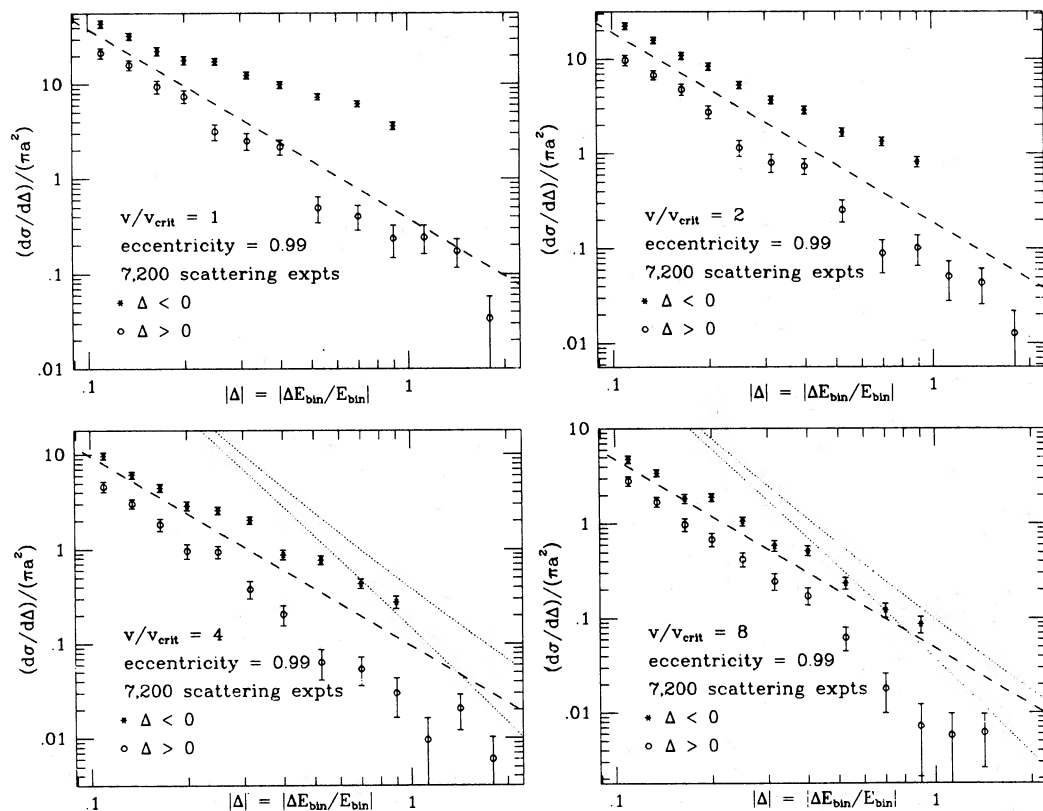 (dσ/dΔ)/(πa²)
10
1
.1
.01
v/v_crit = 1
eccentricity = 0.99
7,200 scattering expts
* Δ < 0
○ Δ > 0
.1
1
|Δ| = |ΔE_bin/E_bin|
(dσ/dΔ)/(πa²)
10
1
.1
.01
v/v_crit = 2
eccentricity = 0.99
7,200 scattering expts
* Δ < 0
○ Δ > 0
.1
1
|Δ| = |ΔE_bin/E_bin|
(dσ/dΔ)/(πa²)
10
1
.1
.01
v/v_crit = 4
eccentricity = 0.99
7,200 scattering expts
* Δ < 0
○ Δ > 0
.1
1
|Δ| = |ΔE_bin/E_bin|
(dσ/dΔ)/(πa²)
10
1
.1
.01
v/v_crit = 8
eccentricity = 0.99
7,200 scattering expts
* Δ < 0
○ Δ > 0
.1
1
|Δ| = |ΔE_bin/E_bin|